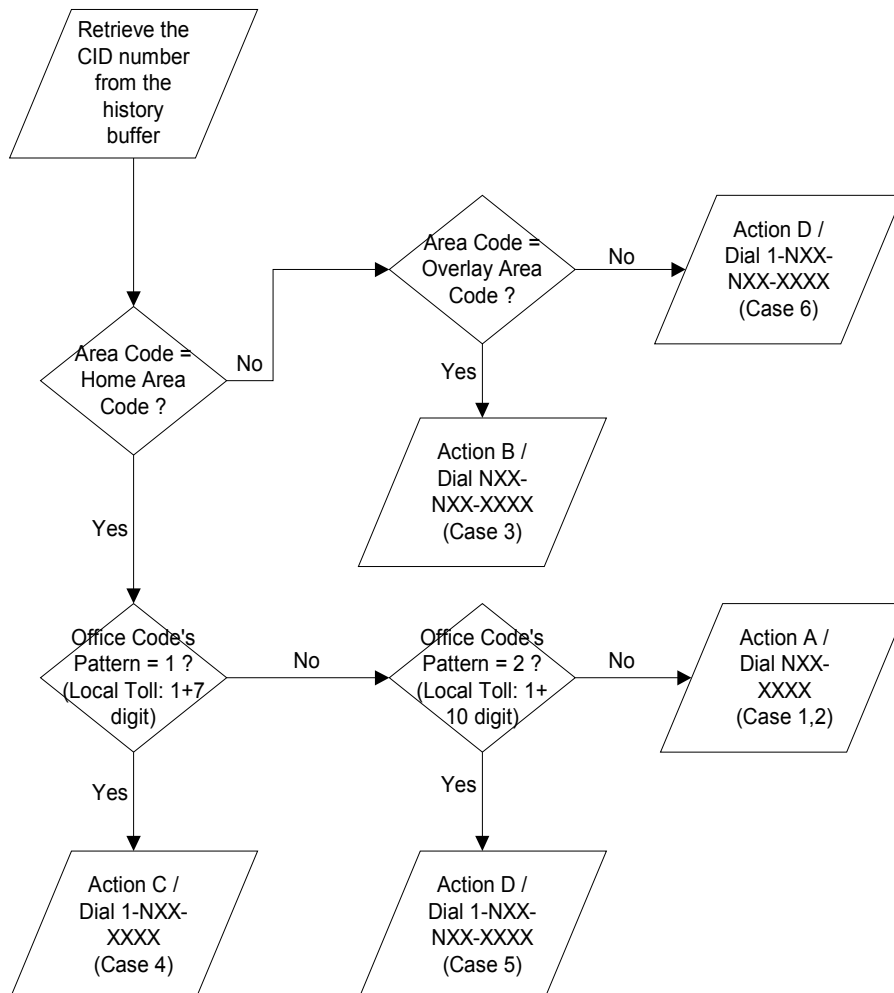 Retrieve the
CID number
from the
history
buffer
Area Code =
Overlay Area
Code ?
No
Action D /
Dial 1-NXX-
NXX-XXXX
(Case 6)
Area Code =
Home Area
Code ?
No
Yes
Action B /
Dial NXX-
NXX-XXXX
(Case 3)
Yes
Office Code's
Pattern = 1 ?
(Local Toll: 1+7
digit)
No
Office Code's
Pattern = 2 ?
(Local Toll: 1+
10 digit)
No
Action A /
Dial NXX-
XXXX
(Case 1,2)
Yes
Yes
Action C /
Dial 1-NXX-
XXXX
(Case 4)
Action D /
Dial 1-NXX-
NXX-XXXX
(Case 5)